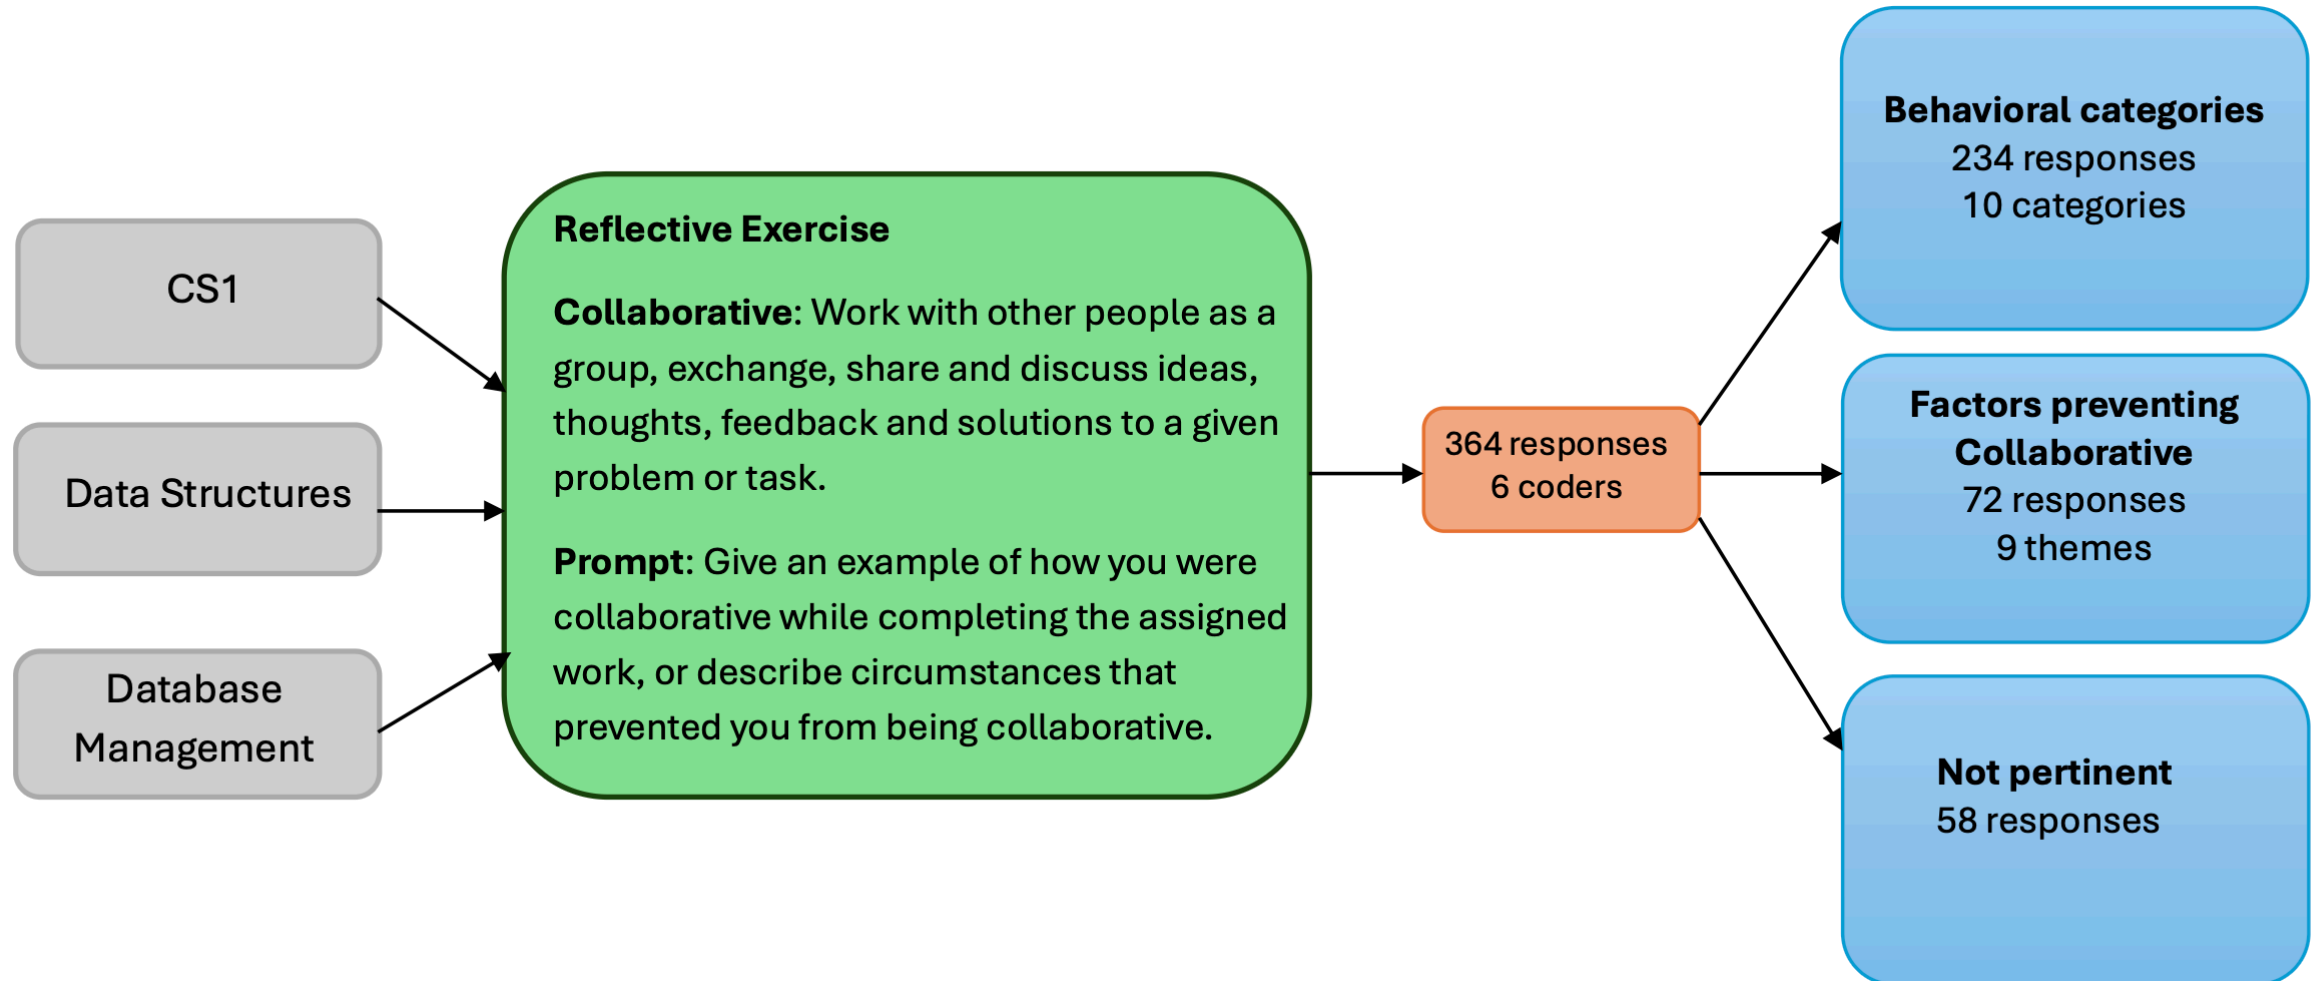 CS1
Data Structures
Database
Management
Reflective Exercise
Collaborative: Work with other people as a
group, exchange, share and discuss ideas,
thoughts, feedback and solutions to a given
problem or task.
Prompt: Give an example of how you were
collaborative while completing the assigned
work, or describe circumstances that
prevented you from being collaborative.
364 responses
6 coders
Behavioral categories
234 responses
10 categories
Factors preventing
Collaborative
72 responses
9 themes
Not pertinent
58 responses